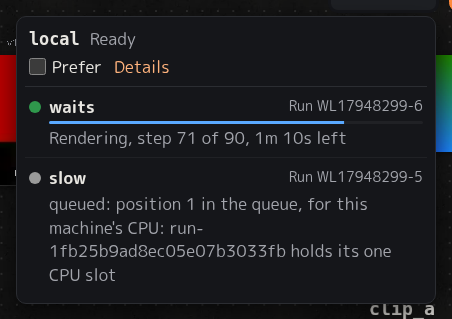 local Ready
Prefer Details
waits Run WL17948299-6
Rendering, step 71 of 90, 1m 10s left
slow Run WL17948299-5
queued: position 1 in the queue, for this
machine's CPU: run-
1fb25b9ad8ec05e07b3033fb holds its one
CPU slot
clip_a